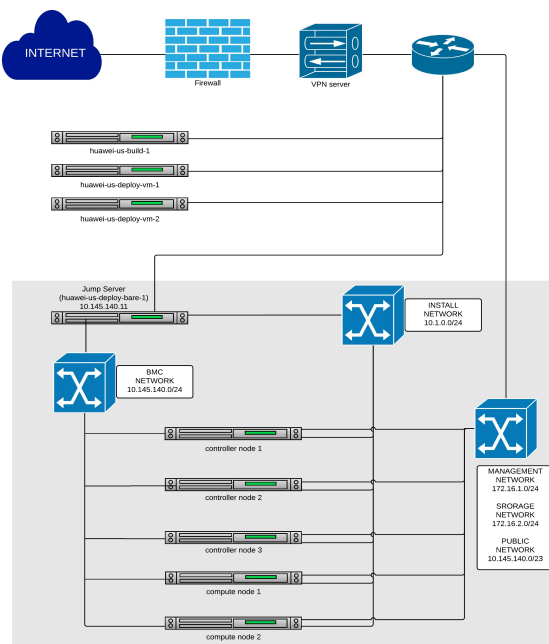 INTERNET
Firewall
VPN server
huawei-us-build-1
huawei-us-deploy-vm-1
huawei-us-deploy-vm-2
Jump Server
(huawei-us-deploy-bare-1)
10.145.140.11
INSTALL
NETWORK
10.1.0.0/24
BMC
NETWORK
10.145.140.0/24
controller node 1
controller node 2
controller node 3
compute node 1
compute node 2
MANAGEMENT
NETWORK
172.16.1.0/24
SRORAGE
NETWORK
172.16.2.0/24
PUBLIC
NETWORK
10.145.140.0/23